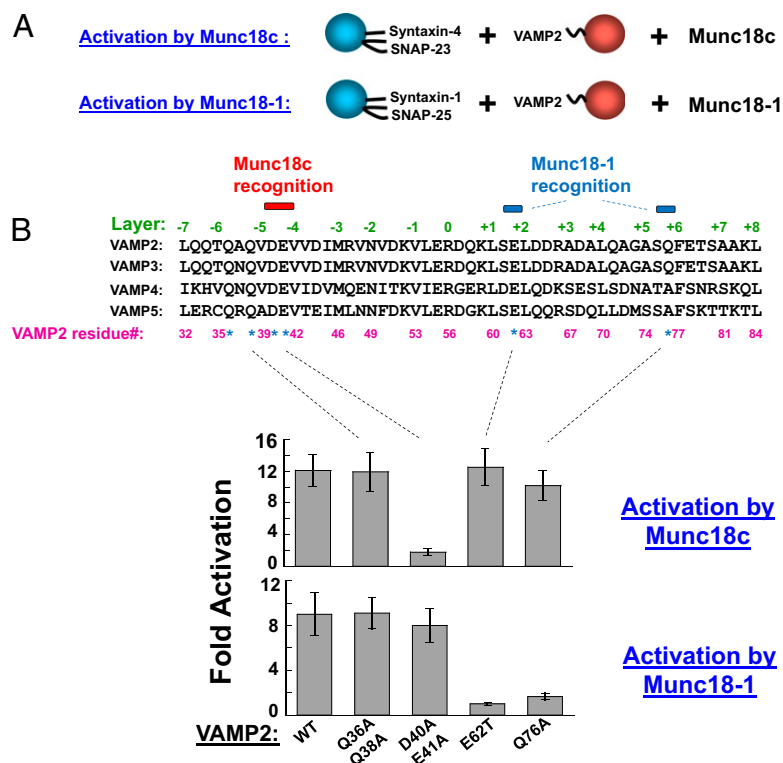 A
Activation by Munc18c :
Syntaxin-4
SNAP-23
+
VAMP2
+
Munc18c
Activation by Munc18-1:
Syntaxin-1
SNAP-25
+
VAMP2
+
Munc18-1
Munc18c
recognition
Munc18-1
recognition
B
Layer: -7 -6 -5 -4 -3 -2 -1 0 +1 +2 +3 +4 +5 +6 +7 +8
VAMP2: LQQTQAQVDEVVDIMRVNVDKVLERDQKLSELDDRADALQAGASQFETSAAKL
VAMP3: LQQTQNQVDEVVDIMRVNVDKVLERDQKLSELDDRADALQAGASQFETSAAKL
VAMP4: IKHVQNQVDEVIDVMQENITKVIERGERLDELQDKSESLSDNATAFSNRSKQL
VAMP5: LERCQRQADEVTEIMLNNFDKVLERDGKLSELEQRSDQLLDMSSAFSKTTKTL
VAMP2 residue#: 32 35* * 39* * 42 46 49 53 56 60 * 63 67 70 74 * 77 81 84
16
12
8
4
0
Activation by
Munc18c
Fold Activation
12
8
4
0
Activation by
Munc18-1
VAMP2:
WT
Q36A
Q38A
D40A
E41A
E62T
Q76A